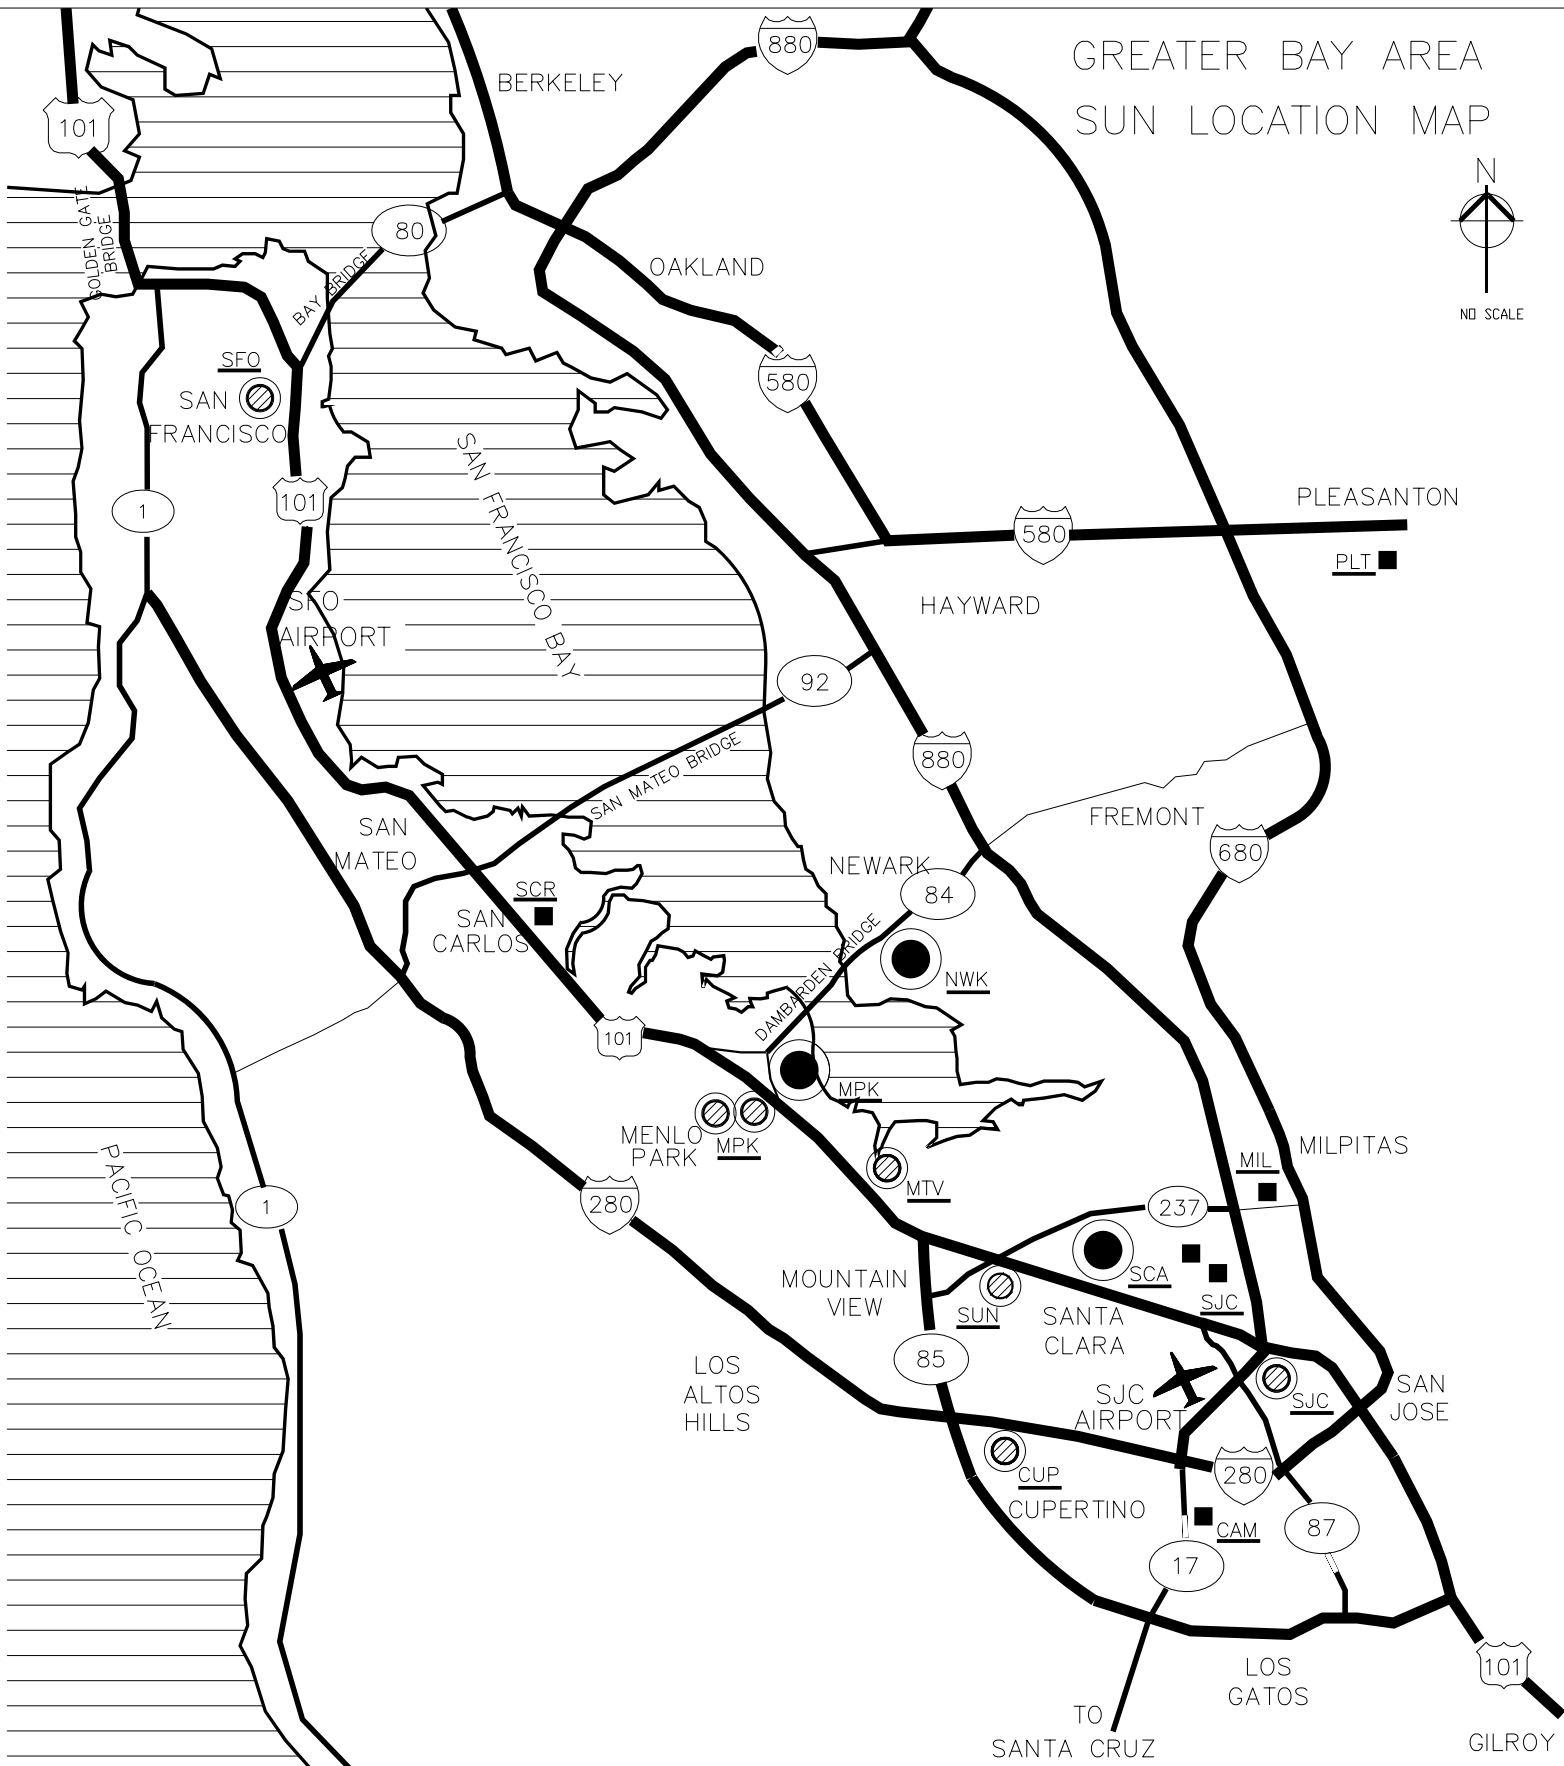 880
GREATER BAY AREA
BERKELEY
SUN LOCATION MAP
101
N
GOLDEN GATE
BRIDGE
80
BAY BRIDGE
OAKLAND
NO SCALE
SFO
580
SAN
FRANCISCO
SAN FRANCISCO BAY
101
1
PLEASANTON
580
PLT
SFO
AIRPORT
HAYWARD
92
SAN MATEO BRIDGE
880
FREMONT
SAN
MATEO
680
NEWARK
84
SCR
SAN
CARLOS
DAMBARDEN BRIDGE
NWK
101
MPK
MENLO
PARK
MPK
MILPITAS
PACIFIC OCEAN
MIL
MTV
1
280
237
SCA
MOUNTAIN
VIEW
SUN
SJC
SANTA
CLARA
85
LOS
ALTOS
HILLS
SJC
AIRPORT
SJC
SAN
JOSE
CUP
280
CUPERTINO
CAM
87
17
LOS
GATOS
101
TO
SANTA CRUZ
GILROY